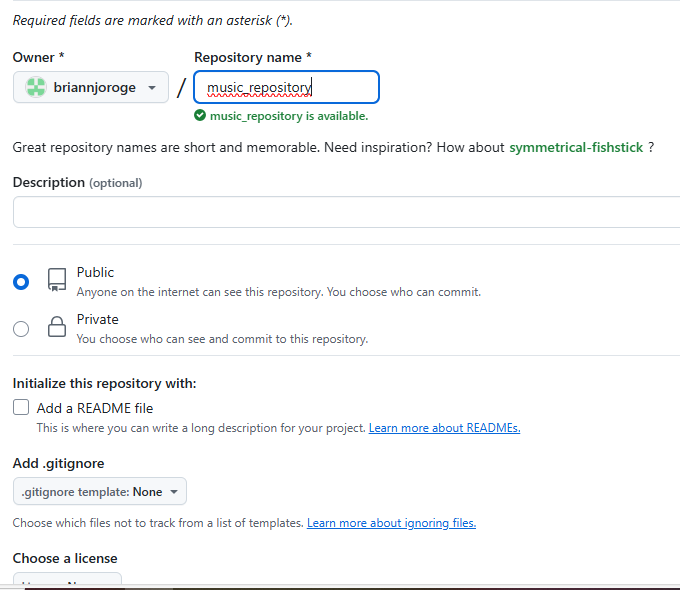 Required fields are marked with an asterisk (*).
Owner * Repository name *
briannjoroge / music_repository
music_repository is available.
Great repository names are short and memorable. Need inspiration? How about symmetrical-fishstick ?
Description (optional)
Public
Anyone on the internet can see this repository. You choose who can commit.
Private
You choose who can see and commit to this repository.
Initialize this repository with:
Add a README file
This is where you can write a long description for your project. Learn more about READMEs.
Add .gitignore
.gitignore template: None
Choose which files not to track from a list of templates. Learn more about ignoring files.
Choose a license